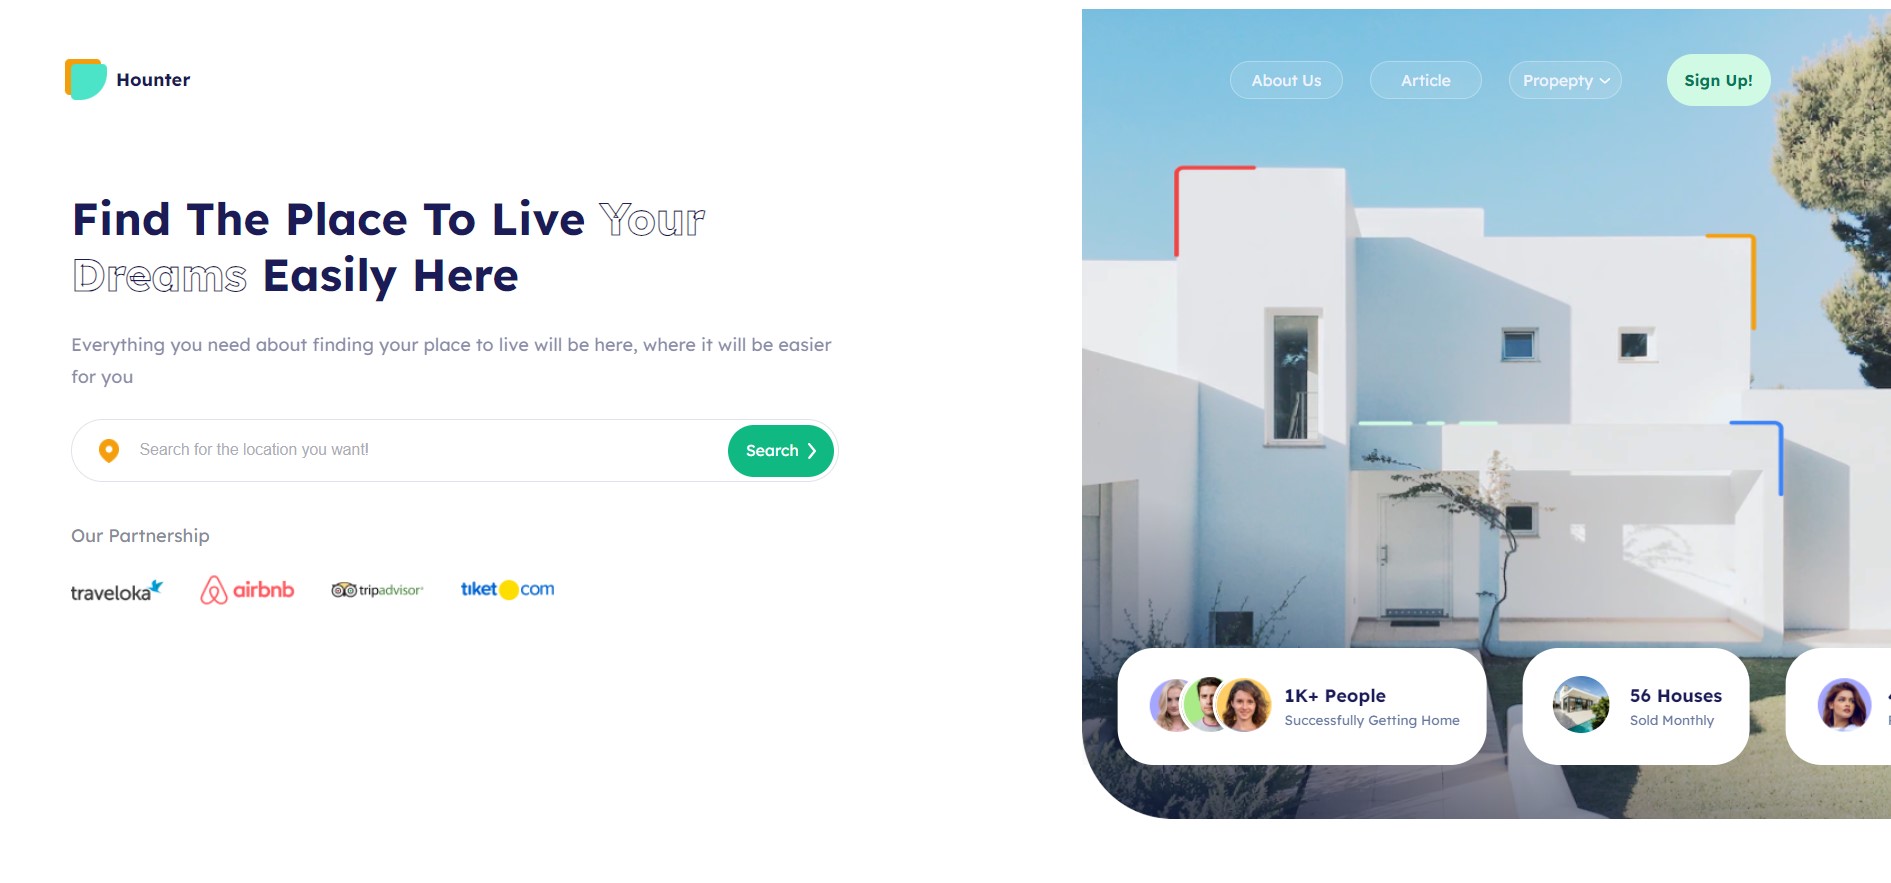 Hounter
About Us
Article
Propepty
Sign Up!
Find The Place To Live Your
Dreams Easily Here
Everything you need about finding your place to live will be here, where it will be easier
for you
Search for the location you want!
Search
Our Partnership
traveloka
airbnb
tripadvisor
tiket com
1K+ People
Successfully Getting Home
56 Houses
Sold Monthly